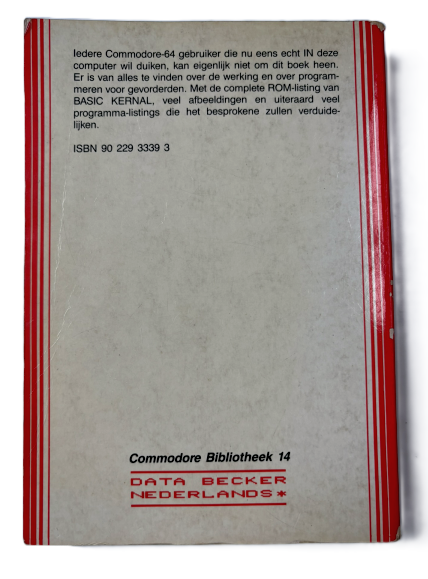 Iedere Commodore-64 gebruiker die nu eens echt IN deze
computer wil duiken, kan eigenlijk niet om dit boek heen.
Er is van alles te vinden over de werking en over program-
meren voor gevorderden. Met de complete ROM-listing van
BASIC KERNAL, veel afbeeldingen en uiteraard veel
programma-listings die het besprokene zullen verduide-
lijken.
ISBN 90 229 3339 3
Commodore Bibliotheek 14
DATA BECKER
NEDERLANDS*